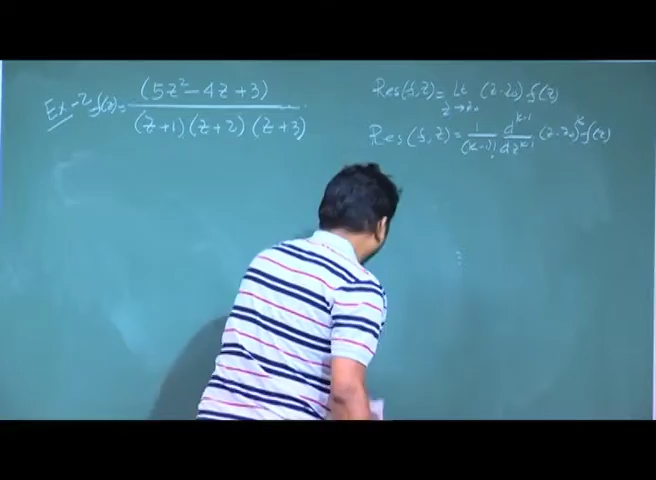 Ex-2 f(z) = (5z² - 4z + 3) / (z+1)(z+2)(z+3)
Res(f, z) = Lt z→z₀ (z-z₀) f(z)
Res(f, z) = 1/(k-1)! d^(k-1)/dz^(k-1) (z-z₀)^k f(z)